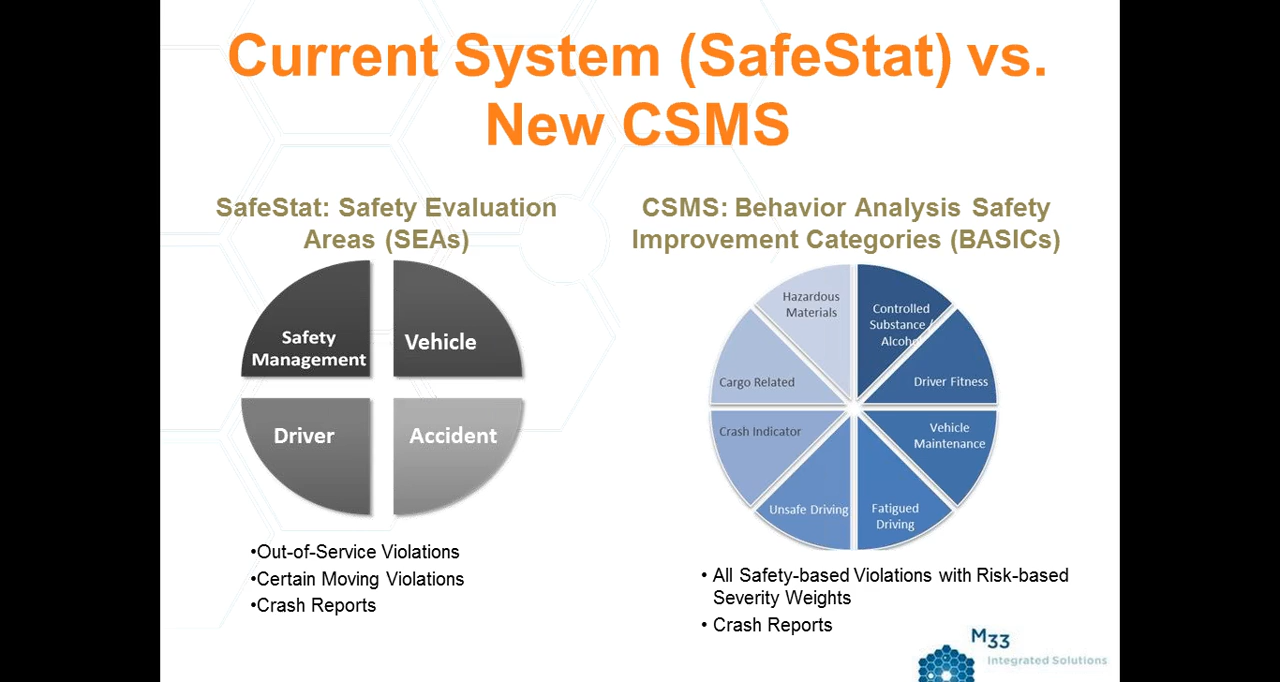 Current System (SafeStat) vs.
New CSMS
SafeStat: Safety Evaluation
Areas (SEAs)
Safety
Management
Vehicle
Driver
Accident
•Out-of-Service Violations
•Certain Moving Violations
•Crash Reports
CSMS: Behavior Analysis Safety
Improvement Categories (BASICs)
Hazardous
Materials
Controlled
Substance /
Alcohol
Cargo Related
Driver Fitness
Crash Indicator
Vehicle
Maintenance
Unsafe Driving
Fatigued
Driving
• All Safety-based Violations with Risk-based
Severity Weights
• Crash Reports
M33
Integrated Solutions